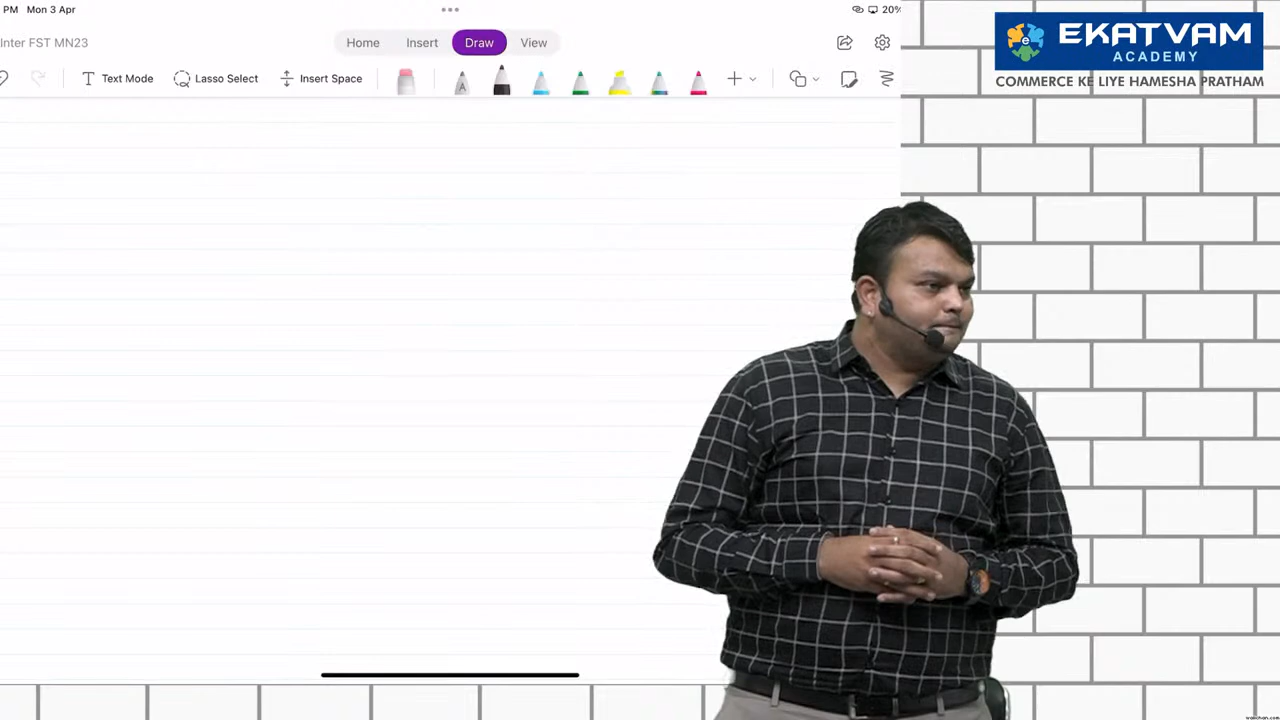 PM Mon 3 Apr
20%
Inter FST MN23
Home Insert Draw View
Text Mode Lasso Select Insert Space
EKATVAM
ACADEMY
COMMERCE KE LIYE HAMESHA PRATHAM